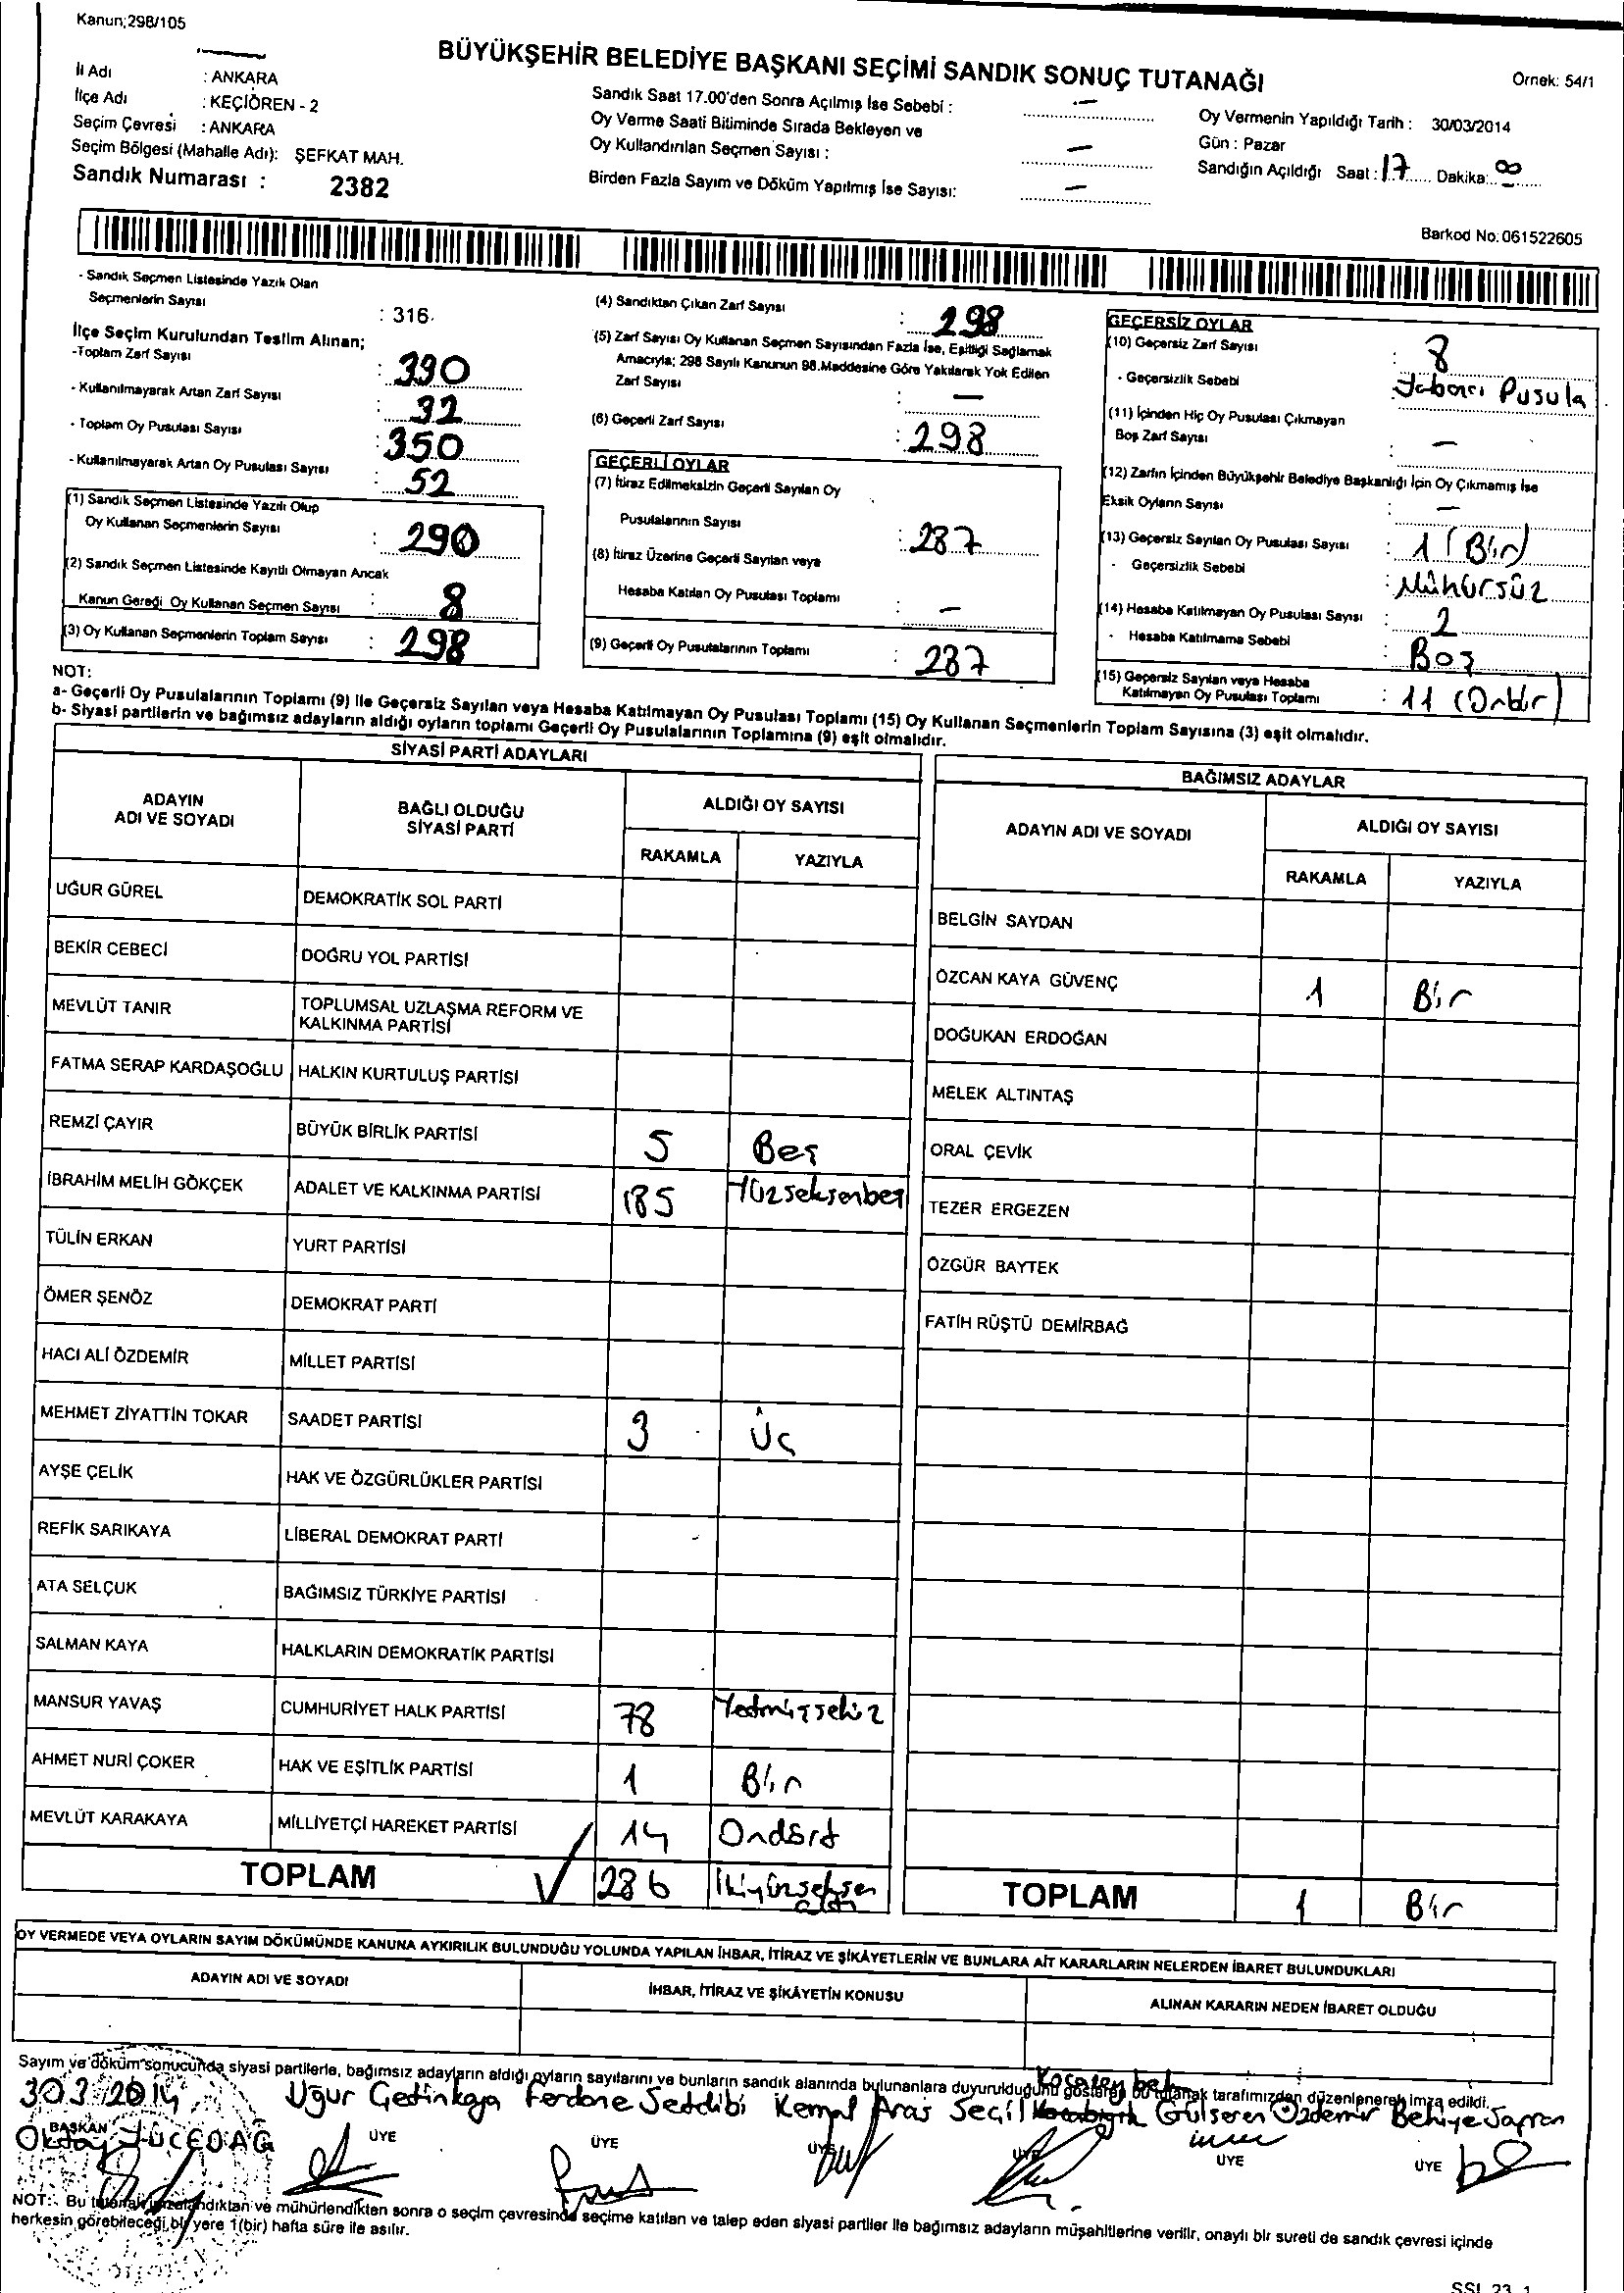 Kanun;298/105
BÜYÜKŞEHİR BELEDİYE BAŞKANI SEÇİMİ SANDIK SONUÇ TUTANAĞI
Örnek: 54/1
İl Adı : ANKARA
İlçe Adı : KEÇİÖREN - 2
Seçim Çevresi : ANKARA
Seçim Bölgesi (Mahalle Adı): ŞEFKAT MAH.
Sandık Numarası : 2382
Sandık Saat 17.00'den Sonra Açılmış İse Sebebi : —
Oy Verme Saati Bitiminde Sırada Bekleyen ve
Oy Kullandırılan Seçmen Sayısı : —
Birden Fazla Sayım ve Döküm Yapılmış İse Sayısı: —
Oy Vermenin Yapıldığı Tarih : 30/03/2014
Gün : Pazar
Sandığın Açıldığı Saat : 17 Dakika:
Barkod No: 061522605
- Sandık Seçmen Listesinde Yazılı Olan
Seçmenlerin Sayısı : 316
İlçe Seçim Kurulundan Teslim Alınan;
-Toplam Zarf Sayısı : 330
- Kullanılmayarak Artan Zarf Sayısı : 32
- Toplam Oy Pusulası Sayısı : 350
- Kullanılmayarak Artan Oy Pusulası Sayısı : 52
(1) Sandık Seçmen Listesinde Yazılı Olup
Oy Kullanan Seçmenlerin Sayısı : 290
(2) Sandık Seçmen Listesinde Kayıtlı Olmayan Ancak
Kanun Gereği Oy Kullanan Seçmen Sayısı : 8
(3) Oy Kullanan Seçmenlerin Toplam Sayısı : 298
(4) Sandıktan Çıkan Zarf Sayısı : 298
(5) Zarf Sayısı Oy Kullanan Seçmen Sayısından Fazla İse, Eşitliği Sağlamak
Amacıyla; 298 Sayılı Kanunun 98.Maddesine Göre Yakılarak Yok Edilen
Zarf Sayısı : —
(6) Geçerli Zarf Sayısı : 298
GEÇERLİ OYLAR
(7) İtiraz Edilmeksizin Geçerli Sayılan Oy
Pusulalarının Sayısı : 287
(8) İtiraz Üzerine Geçerli Sayılan veya
Hesaba Katılan Oy Pusulası Toplamı : —
(9) Geçerli Oy Pusulalarının Toplamı : 287
GEÇERSİZ OYLAR
(10) Geçersiz Zarf Sayısı : 8
- Geçersizlik Sebebi : Yabancı Pusula
(11) İçinden Hiç Oy Pusulası Çıkmayan
Boş Zarf Sayısı : —
(12) Zarfın İçinden Büyükşehir Belediye Başkanlığı İçin Oy Çıkmamış İse
Eksik Oyların Sayısı : —
(13) Geçersiz Sayılan Oy Pusulası Sayısı : 1 (Bir)
- Geçersizlik Sebebi : Mühürsüz
(14) Hesaba Katılmayan Oy Pusulası Sayısı : 2
- Hesaba Katılmama Sebebi : Boş
(15) Geçersiz Sayılan veya Hesaba
Katılmayan Oy Pusulası Toplamı : 11 (Onbir)
NOT:
a- Geçerli Oy Pusulalarının Toplamı (9) ile Geçersiz Sayılan veya Hesaba Katılmayan Oy Pusulası Toplamı (15) Oy Kullanan Seçmenlerin Toplam Sayısına (3) eşit olmalıdır.
b- Siyasi partilerin ve bağımsız adayların aldığı oyların toplamı Geçerli Oy Pusulalarının Toplamına (9) eşit olmalıdır.
SİYASİ PARTİ ADAYLARI
ADAYIN ADI VE SOYADI BAĞLI OLDUĞU SİYASİ PARTİ ALDIĞI OY SAYISI
RAKAMLA YAZIYLA
UĞUR GÜREL DEMOKRATİK SOL PARTİ
BEKİR CEBECİ DOĞRU YOL PARTİSİ
MEVLÜT TANIR TOPLUMSAL UZLAŞMA REFORM VE KALKINMA PARTİSİ
FATMA SERAP KARDAŞOĞLU HALKIN KURTULUŞ PARTİSİ
REMZİ ÇAYIR BÜYÜK BİRLİK PARTİSİ 5 Beş
İBRAHİM MELİH GÖKÇEK ADALET VE KALKINMA PARTİSİ 185 Yüzseksenbeş
TÜLİN ERKAN YURT PARTİSİ
ÖMER ŞENÖZ DEMOKRAT PARTİ
HACI ALİ ÖZDEMİR MİLLET PARTİSİ
MEHMET ZİYATTİN TOKAR SAADET PARTİSİ 3 Üç
AYŞE ÇELİK HAK VE ÖZGÜRLÜKLER PARTİSİ
REFİK SARIKAYA LİBERAL DEMOKRAT PARTİ
ATA SELÇUK BAĞIMSIZ TÜRKİYE PARTİSİ
SALMAN KAYA HALKLARIN DEMOKRATİK PARTİSİ
MANSUR YAVAŞ CUMHURİYET HALK PARTİSİ 78 Yetmişsekiz
AHMET NURİ ÇOKER HAK VE EŞİTLİK PARTİSİ 1 Bir
MEVLÜT KARAKAYA MİLLİYETÇİ HAREKET PARTİSİ 14 Ondört
TOPLAM 286 İkiyüzseksen altı
BAĞIMSIZ ADAYLAR
ADAYIN ADI VE SOYADI ALDIĞI OY SAYISI
RAKAMLA YAZIYLA
BELGİN SAYDAN
ÖZCAN KAYA GÜVENÇ 1 Bir
DOĞUKAN ERDOĞAN
MELEK ALTINTAŞ
ORAL ÇEVİK
TEZER ERGEZEN
ÖZGÜR BAYTEK
FATİH RÜŞTÜ DEMİRBAĞ
TOPLAM 1 Bir
OY VERMEDE VEYA OYLARIN SAYIM DÖKÜMÜNDE KANUNA AYKIRILIK BULUNDUĞU YOLUNDA YAPILAN İHBAR, İTİRAZ VE ŞİKÂYETLERİN VE BUNLARA AİT KARARLARIN NELERDEN İBARET BULUNDUKLARI
ADAYIN ADI VE SOYADI İHBAR, İTİRAZ VE ŞİKÂYETİN KONUSU ALINAN KARARIN NEDEN İBARET OLDUĞU
Sayım ve döküm sonucunda siyasi partilerle, bağımsız adayların aldığı oyların sayılarını ve bunların sandık alanında bulunanlara duyurulduğunu gösteren bu tutanak tarafımızdan düzenlenerek imza edildi.
30.3.2014 Uğur Çetinkaya Ferdane Seddibi Kemal Aras Seçil Gülseren Özdemir Behiye
BAŞKAN ÜYE ÜYE ÜYE ÜYE ÜYE ÜYE
Oktay YÜCEDAĞ
NOT: Bu tutanak imzalandıktan ve mühürlendikten sonra o seçim çevresinde seçime katılan ve talep eden siyasi partiler ile bağımsız adayların müşahitlerine verilir, onaylı bir sureti de sandık çevresi içinde
herkesin görebileceği bir yere 1(bir) hafta süre ile asılır.
SSL 23 1